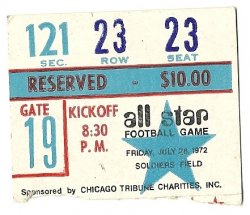 121 23 23
SEC. ROW SEAT
RESERVED - $10.00
GATE
19
KICKOFF
8:30
P.M.
all star
FOOTBALL GAME
FRIDAY, JULY 28, 1972
SOLDIERS FIELD
Sponsored by CHICAGO TRIBUNE CHARITIES, INC.